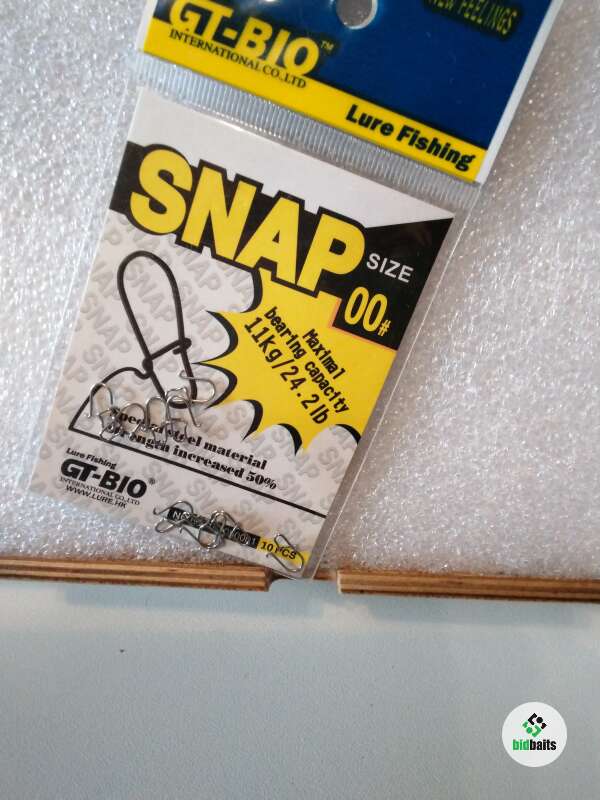 NEW FEELINGS
GT-BIO™
INTERNATIONAL CO.,LTD
Lure Fishing
SNAP
SIZE
00#
Maximal
bearing capacity
11kg/24.2lb
Special steel material
Strength increased 50%
Lure Fishing
GT-BIO®
INTERNATIONAL CO.,LTD
WWW.LURE.HK
10 PCS
bidbaits